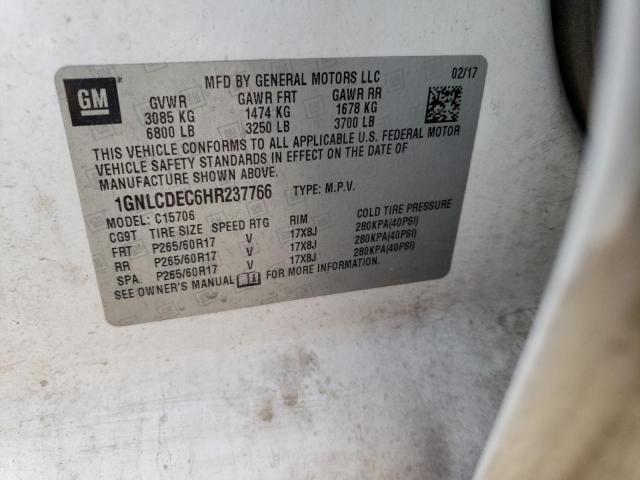 GM
MFD BY GENERAL MOTORS LLC 02/17
GVWR GAWR FRT GAWR RR
3085 KG 1474 KG 1678 KG
6800 LB 3250 LB 3700 LB
THIS VEHICLE CONFORMS TO ALL APPLICABLE U.S. FEDERAL MOTOR
VEHICLE SAFETY STANDARDS IN EFFECT ON THE DATE OF
MANUFACTURE SHOWN ABOVE.
1GNLCDEC6HR237766 TYPE: M.P.V.
MODEL: C15706
CG9T TIRE SIZE SPEED RTG RIM COLD TIRE PRESSURE
FRT P265/60R17 V 17X8J 280KPA(40PSI)
RR P265/60R17 V 17X8J 280KPA(40PSI)
SPA P265/60R17 V 17X8J 280KPA(40PSI)
SEE OWNER'S MANUAL FOR MORE INFORMATION.